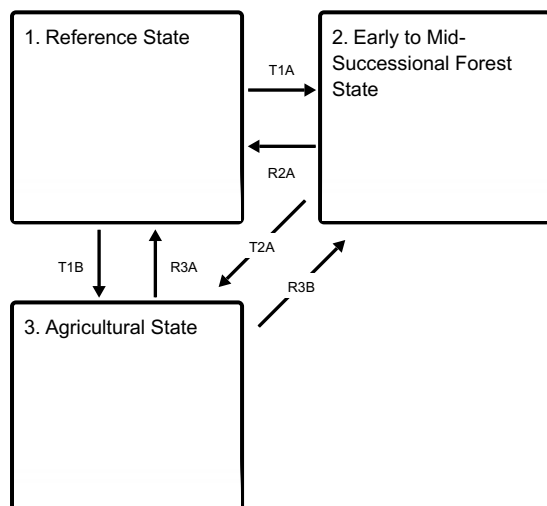 1. Reference State
2. Early to Mid-
Successional Forest
State
T1A
R2A
T1B
R3A
T2A
R3B
3. Agricultural State